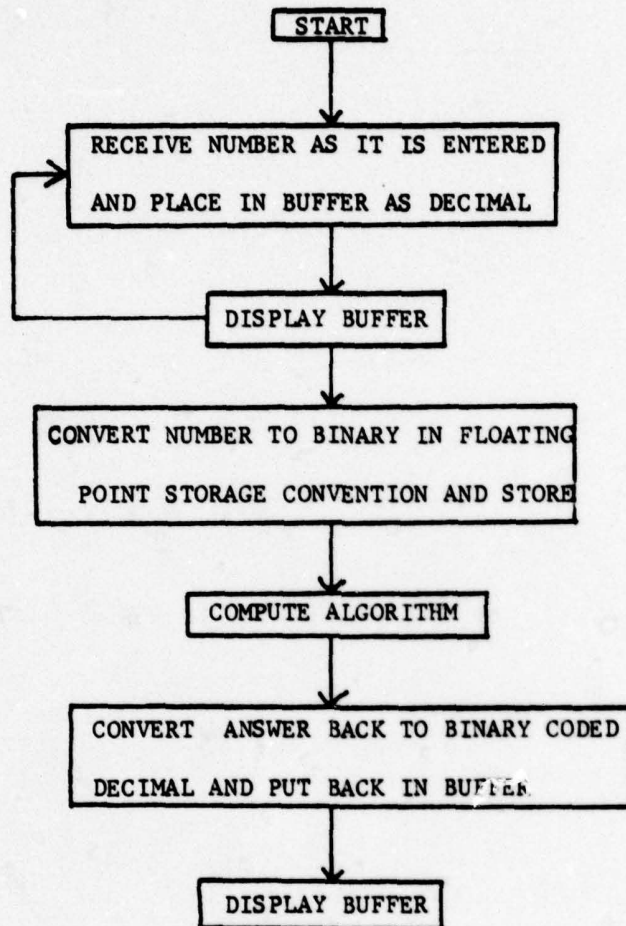 START
RECEIVE NUMBER AS IT IS ENTERED
AND PLACE IN BUFFER AS DECIMAL
DISPLAY BUFFER
CONVERT NUMBER TO BINARY IN FLOATING
POINT STORAGE CONVENTION AND STORE
COMPUTE ALGORITHM
CONVERT ANSWER BACK TO BINARY CODED
DECIMAL AND PUT BACK IN BUFFER
DISPLAY BUFFER